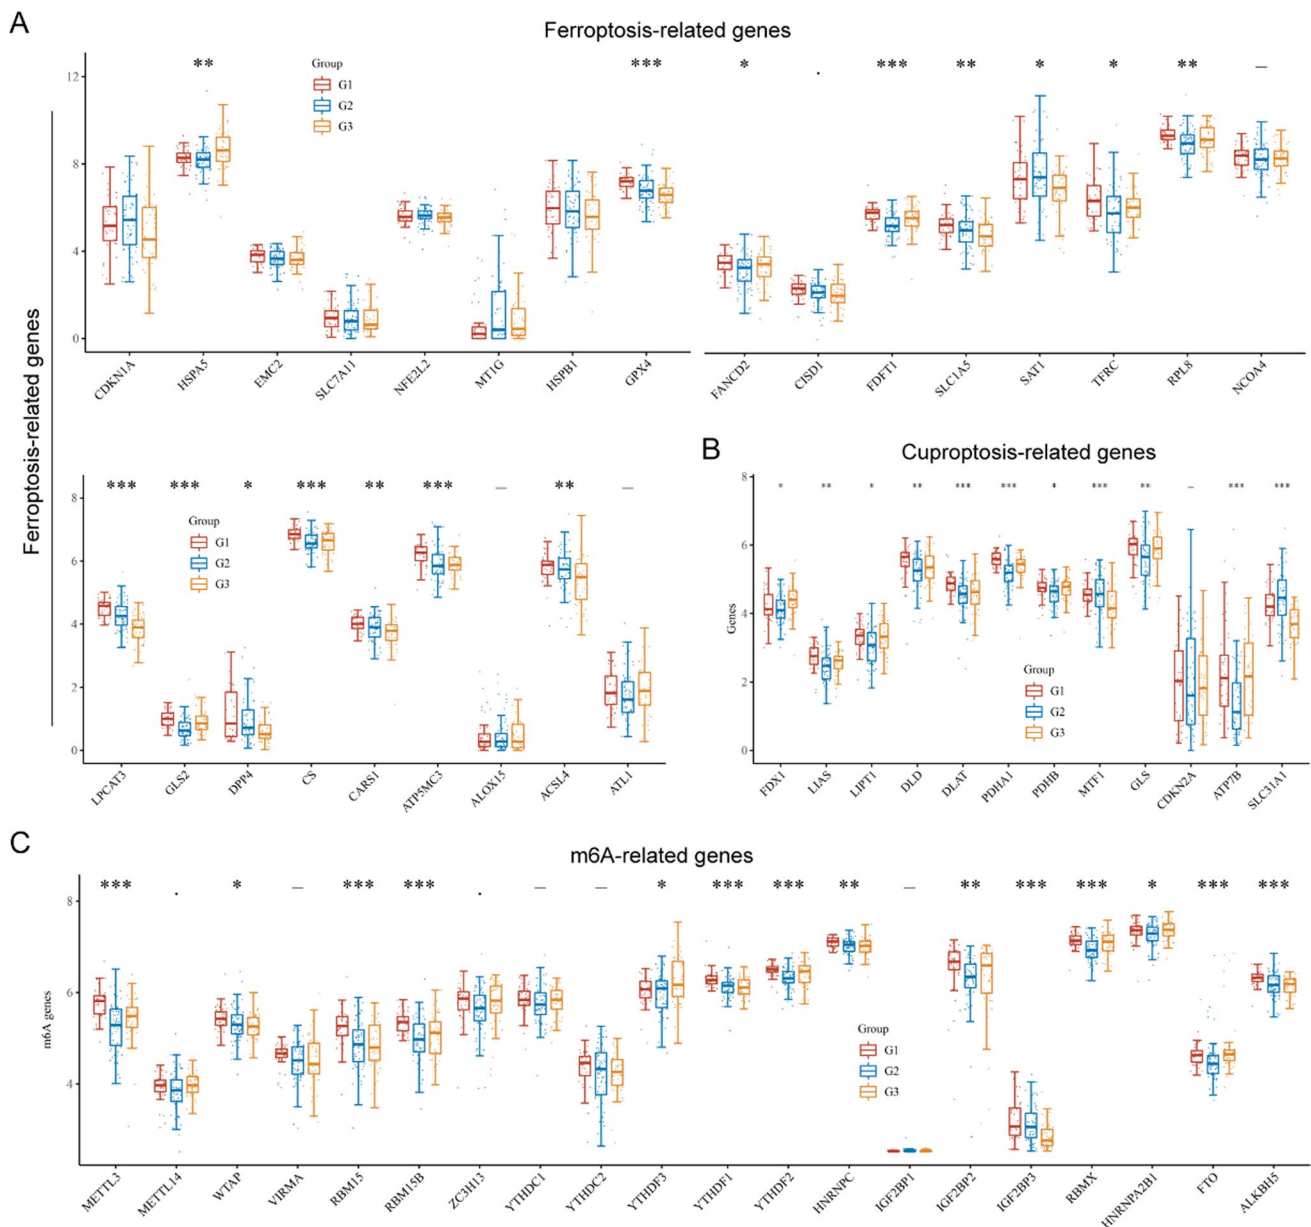 A
Ferroptosis-related genes
Ferroptosis-related genes
** *** * . *** ** * * ** —
Group
G1
G2
G3
12
8
4
0
CDKN1A HSPA5 EMC2 SLC7A11 NFE2L2 MT1G HSPB1 GPX4 FANCD2 CISD1 FDFT1 SLC1A5 SAT1 TFRC RPL8 NCOA4
*** *** * *** ** *** — ** —
Group
G1
G2
G3
8
6
4
2
0
LPCAT3 GLS2 DPP4 CS CARS1 ATP5MC3 ALOX15 ACSL4 ATL1
B
Cuproptosis-related genes
* ** * ** *** *** * *** ** — *** ***
Genes
8
6
4
2
0
Group
G1
G2
G3
FDX1 LIAS LIPT1 DLD DLAT PDHA1 PDHB MTF1 GLS CDKN2A ATP7B SLC31A1
C
m6A-related genes
*** . * — *** *** . — — * *** *** ** — ** *** *** * *** ***
m6A genes
8
6
4
Group
G1
G2
G3
METTL3 METTL14 WTAP VIRMA RBM15 RBM15B ZC3H13 YTHDC1 YTHDC2 YTHDF3 YTHDF1 YTHDF2 HNRNPC IGF2BP1 IGF2BP2 IGF2BP3 RBMX HNRNPA2B1 FTO ALKBH5